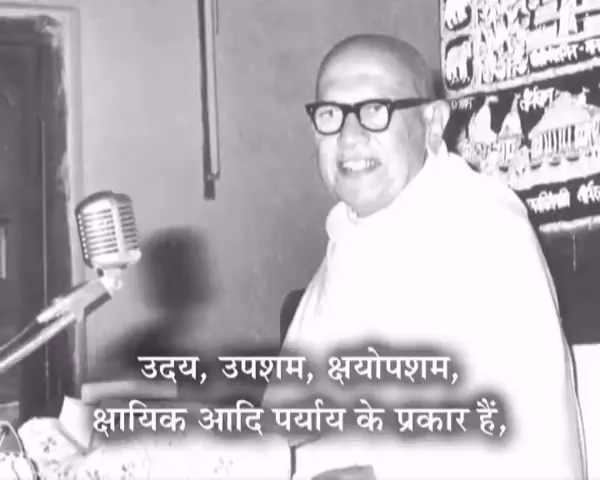 उदय, उपशम, क्षयोपशम,
क्षायिक आदि पर्याय के प्रकार हैं,